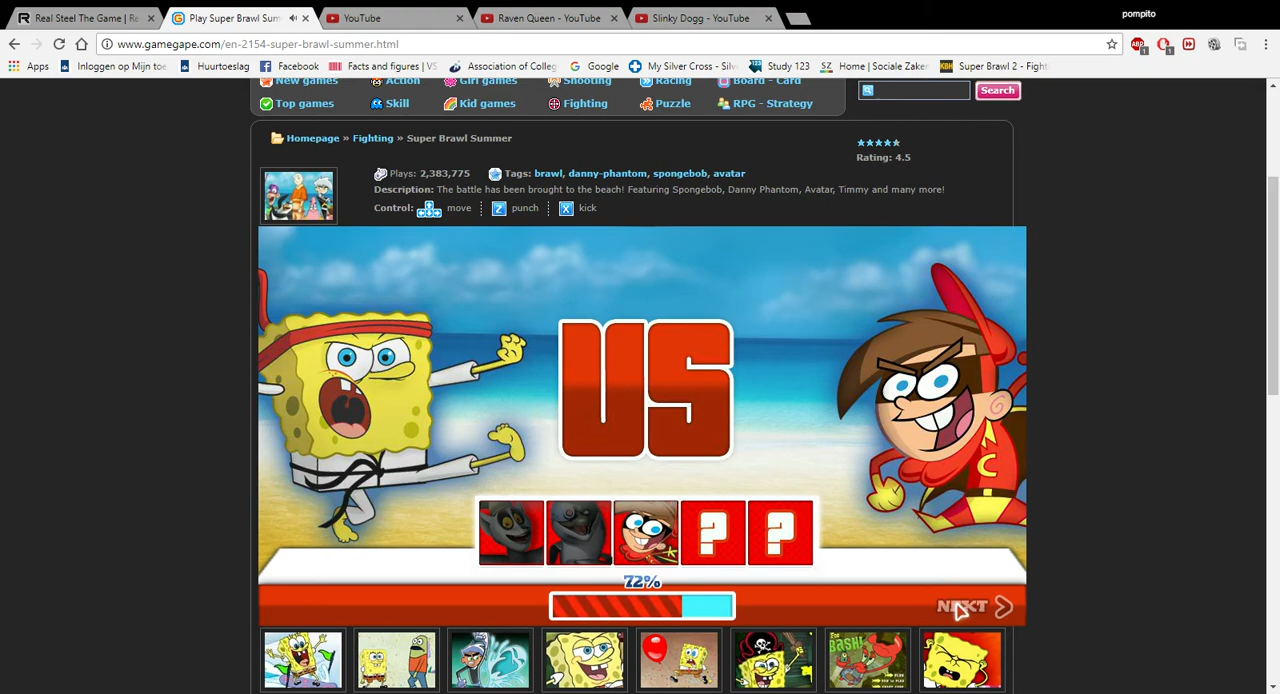 pompito
Real Steel The Game | Re
Play Super Brawl Sum
YouTube
Raven Queen - YouTube
Slinky Dogg - YouTube
www.gamegape.com/en-2154-super-brawl-summer.html
Apps
Inloggen op Mijn toe
Huurtoeslag
Facebook
Facts and figures | VS
Association of Colleg
Google
My Silver Cross - Silv
Study 123
Home | Sociale Zaken
Super Brawl 2 - Fight
New games
Action
Girl games
Shooting
Racing
Board - Card
Top games
Skill
Kid games
Fighting
Puzzle
RPG - Strategy
Search
Homepage » Fighting » Super Brawl Summer
Rating: 4.5
Plays: 2,383,775
Tags: brawl, danny-phantom, spongebob, avatar
Description: The battle has been brought to the beach! Featuring Spongebob, Danny Phantom, Avatar, Timmy and many more!
Control: move Z punch X kick
VS
? ?
72%
NEXT